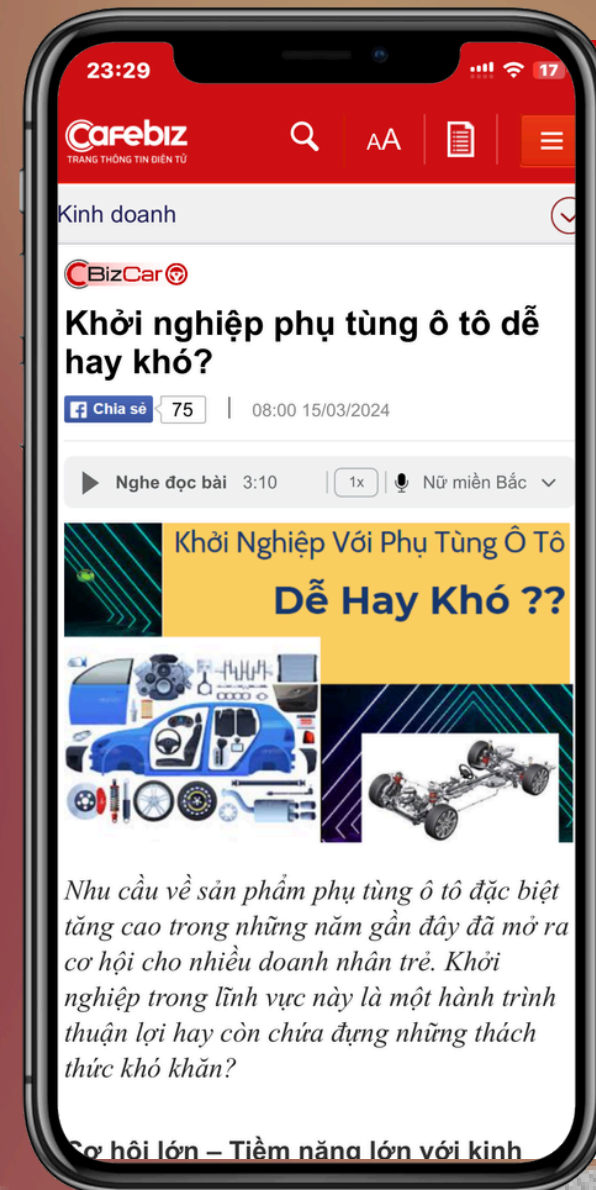 23:29
17
Cafebiz
TRANG THÔNG TIN ĐIỆN TỬ
AA
Kinh doanh
CBizCar
Khởi nghiệp phụ tùng ô tô dễ
hay khó?
Chia sẻ 75 | 08:00 15/03/2024
Nghe đọc bài 3:10 | 1x | Nữ miền Bắc
Khởi Nghiệp Với Phụ Tùng Ô Tô
Dễ Hay Khó ??
Nhu cầu về sản phẩm phụ tùng ô tô đặc biệt
tăng cao trong những năm gần đây đã mở ra
cơ hội cho nhiều doanh nhân trẻ. Khởi
nghiệp trong lĩnh vực này là một hành trình
thuận lợi hay còn chứa đựng những thách
thức khó khăn?
Cơ hội lớn – Tiềm năng lớn với kinh